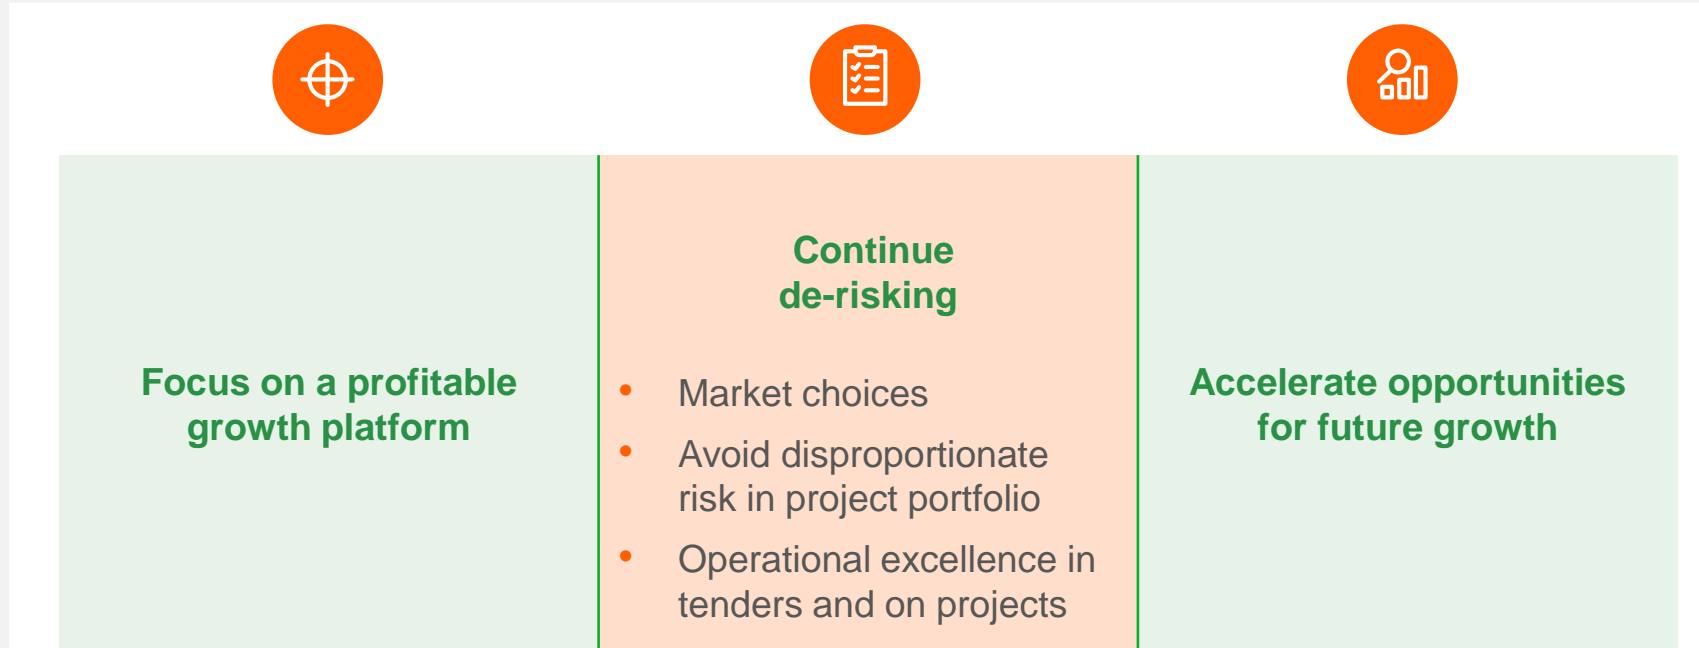 Focus on a profitable
growth platform
Continue
de-risking
• Market choices
• Avoid disproportionate
risk in project portfolio
• Operational excellence in
tenders and on projects
Accelerate opportunities
for future growth